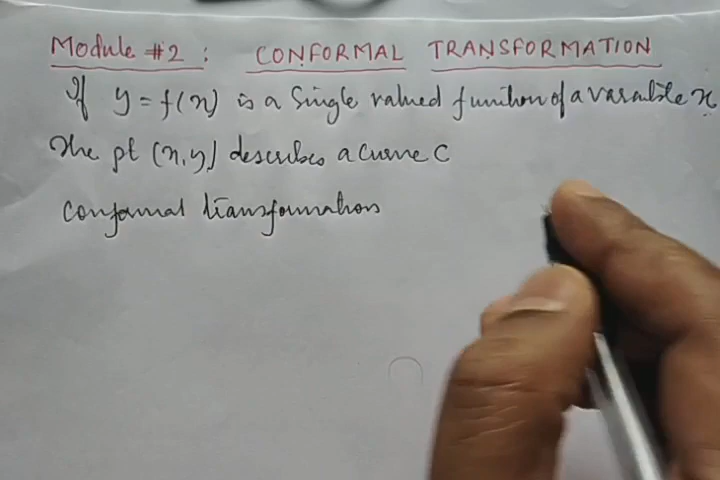 Module #2 : CONFORMAL TRANSFORMATION
If y = f(x) is a single valued function of a variable x
The pt (x, y) describes a curve C
conformal transformation